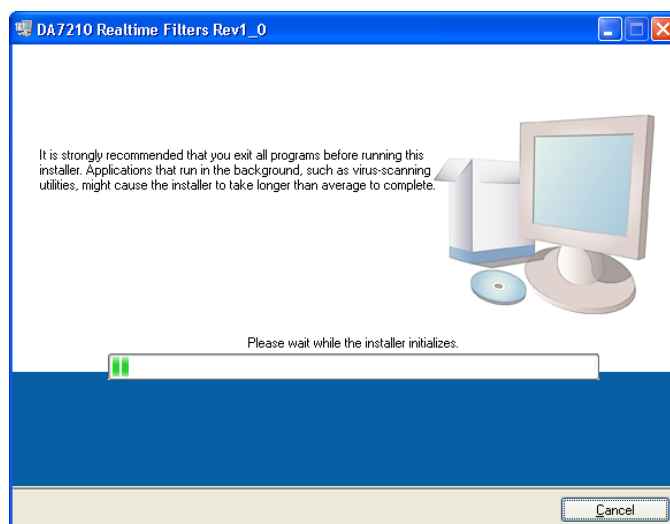 DA7210 Realtime Filters Rev1_0
It is strongly recommended that you exit all programs before running this
installer. Applications that run in the background, such as virus-scanning
utilities, might cause the installer to take longer than average to complete.
Please wait while the installer initializes.
Cancel